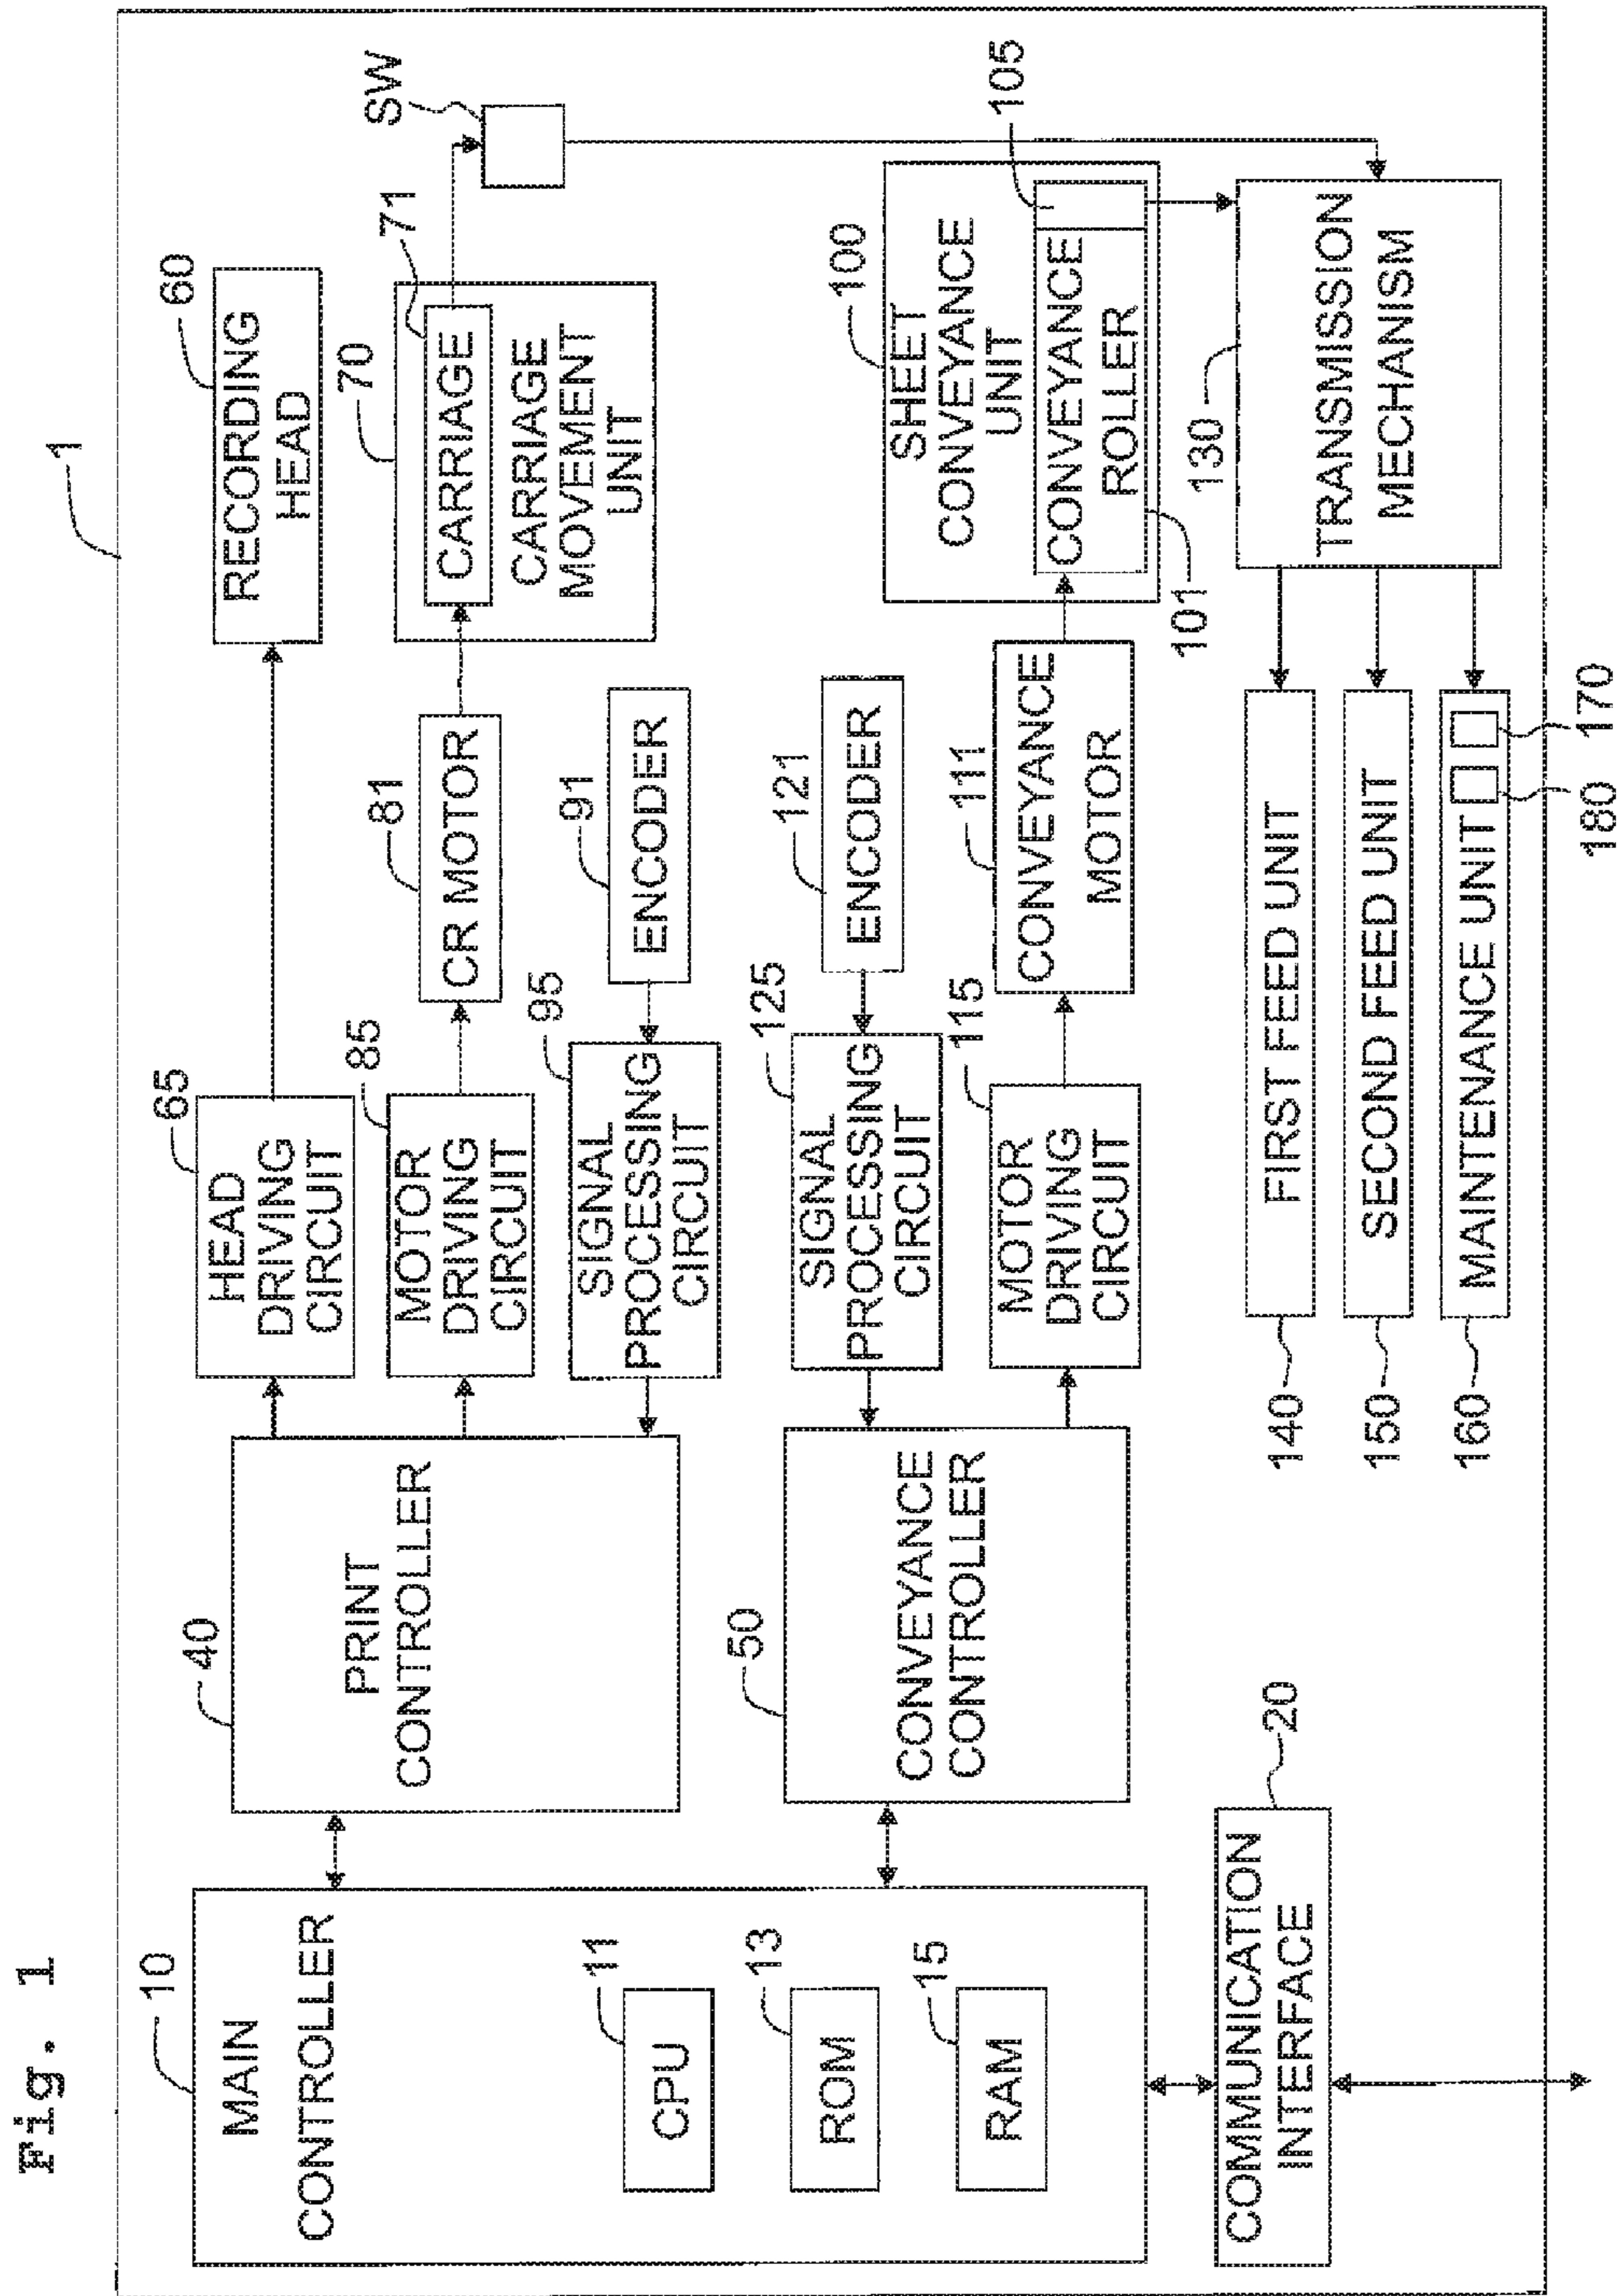 Fig. 1
1
10
MAIN
CONTROLLER
11
CPU
13
ROM
15
RAM
20
COMMUNICATION
INTERFACE
40
PRINT
CONTROLLER
50
CONVEYANCE
CONTROLLER
65
HEAD
DRIVING
CIRCUIT
60
RECORDING
HEAD
85
MOTOR
DRIVING
CIRCUIT
81
CR MOTOR
70
71
CARRIAGE
CARRIAGE
MOVEMENT
UNIT
SW
95
SIGNAL
PROCESSING
CIRCUIT
91
ENCODER
125
SIGNAL
PROCESSING
CIRCUIT
121
ENCODER
115
MOTOR
DRIVING
CIRCUIT
111
CONVEYANCE
MOTOR
100
SHEET
CONVEYANCE
UNIT
105
CONVEYANCE
ROLLER
101
130
TRANSMISSION
MECHANISM
140
FIRST FEED UNIT
150
SECOND FEED UNIT
160
MAINTENANCE UNIT
180
170